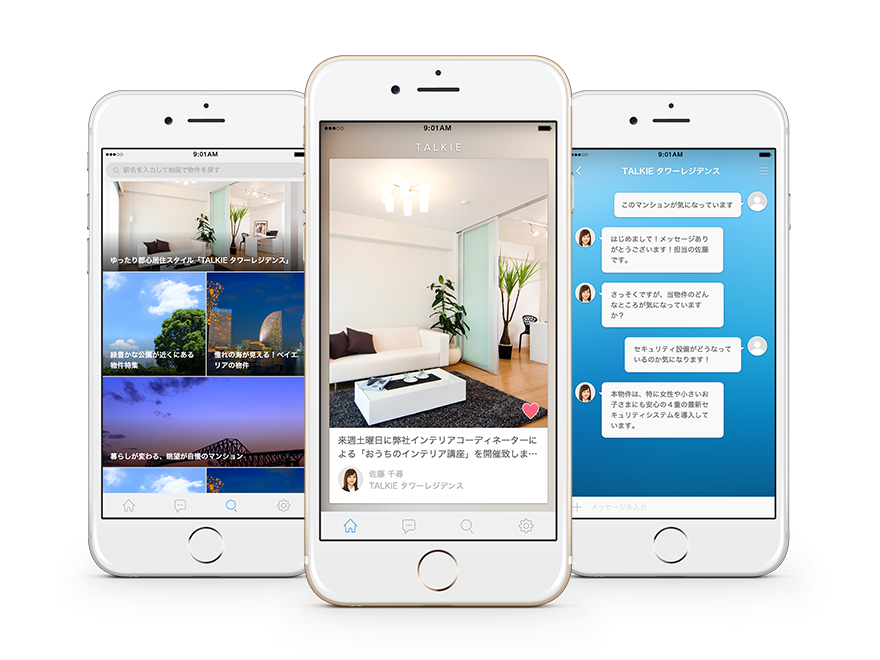 9:01AM
駅名を入力して地図で物件を探す
ゆったり都心居住スタイル「TALKIE タワーレジデンス」
緑豊かな公園が近くにある
物件特集
憧れの海が見える!ベイエ
リアの物件
暮らしが変わる、眺望が自慢のマンション
9:01AM
TALKIE
来週土曜日に弊社インテリアコーディネーターに
よる「おうちのインテリア講座」を開催致しま…
佐藤 千尋
TALKIE タワーレジデンス
9:01AM
TALKIE タワーレジデンス
このマンションが気になっています
はじめまして!メッセージあり
がとうございます!担当の佐藤
です。
さっそくですが、当物件のどん
なところが気になっています
か?
セキュリティ設備がどうなって
いるのか気になります!
本物件は、特に女性や小さいお
子さまにも安心の4重の最新セ
キュリティシステムを導入して
います。
メッセージを入力